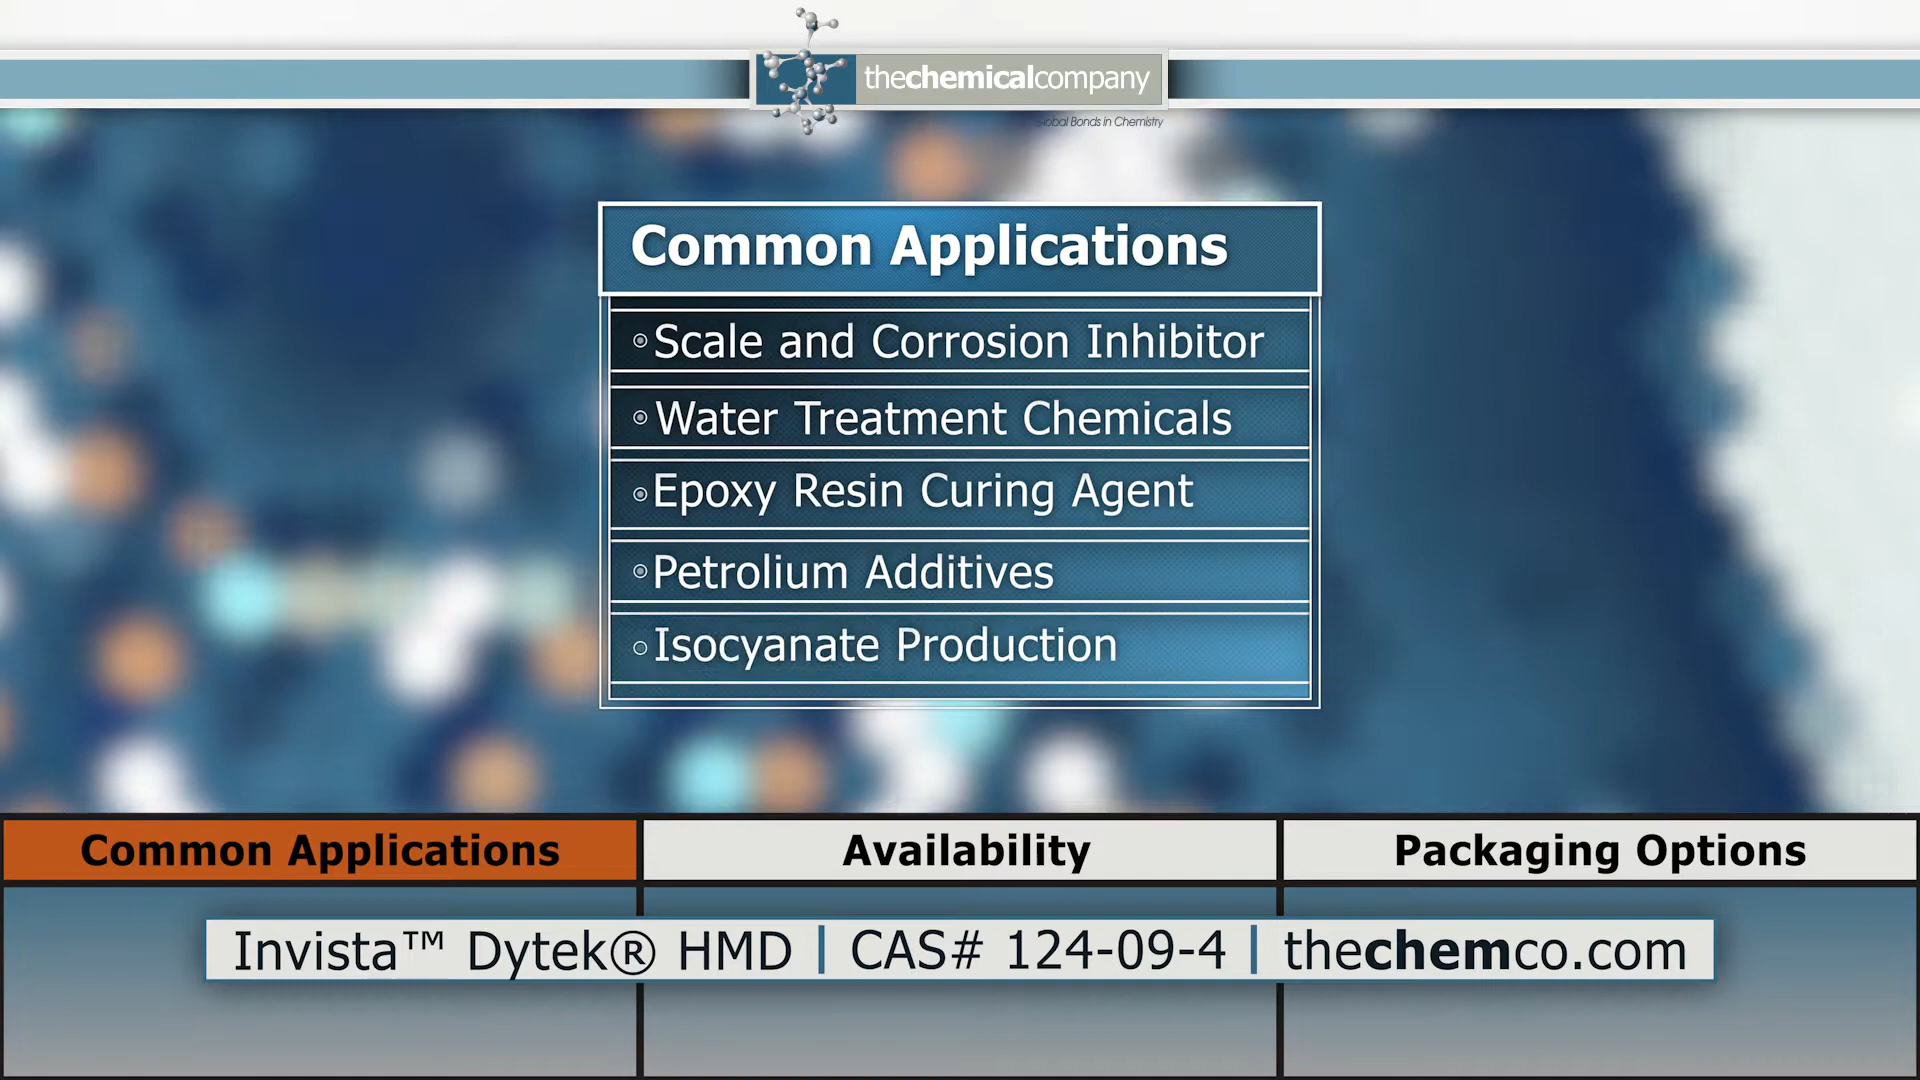 thechemicalcompany
Global Bonds in Chemistry
Common Applications
Scale and Corrosion Inhibitor
Water Treatment Chemicals
Epoxy Resin Curing Agent
Petrolium Additives
Isocyanate Production
Common Applications
Availability
Packaging Options
Invista™ Dytek® HMD | CAS# 124-09-4 | thechemco.com